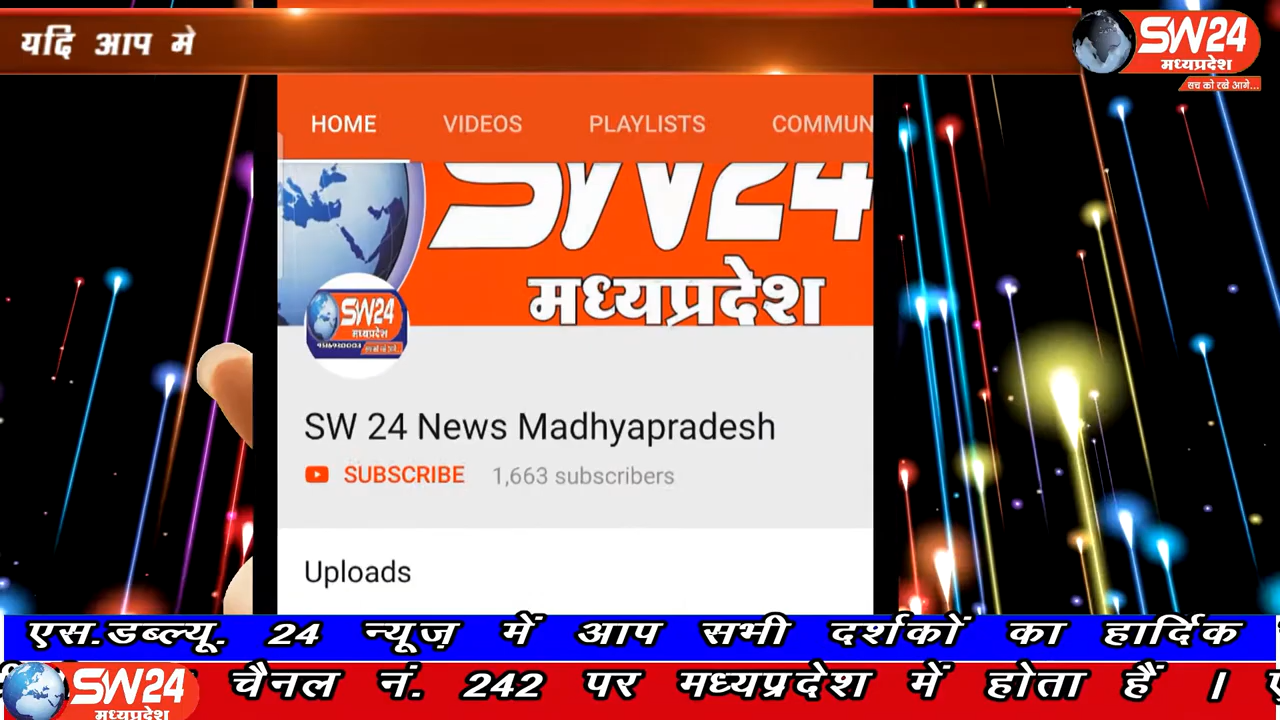 यदि आप मे
SW24
मध्यप्रदेश
सच को रखे आगे...
HOME VIDEOS PLAYLISTS COMMUN
SW24
मध्यप्रदेश
SW24
मध्यप्रदेश
SW 24 News Madhyapradesh
SUBSCRIBE 1,663 subscribers
Uploads
एस.डब्ल्यू. 24 न्यूज़ में आप सभी दर्शकों का हार्दिक
SW24
मध्यप्रदेश
चैनल नं. 242 पर मध्यप्रदेश में होता हैं ।